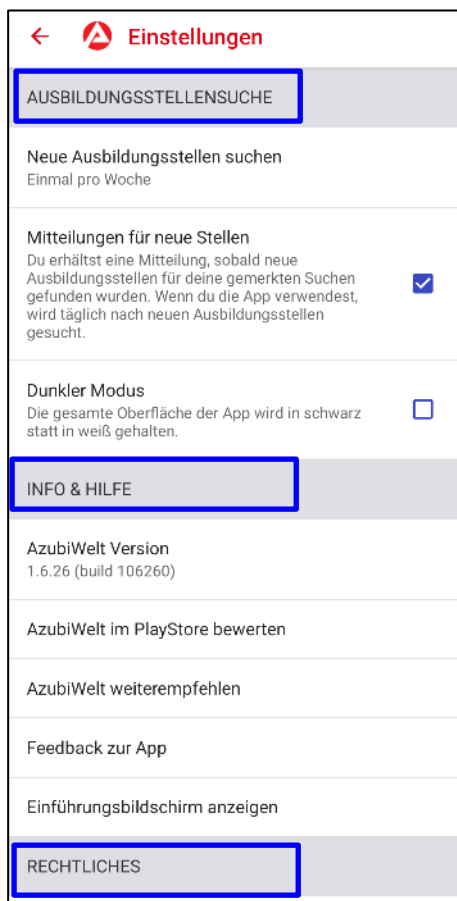 Einstellungen
AUSBILDUNGSSTELLENSUCHE
Neue Ausbildungsstellen suchen
Einmal pro Woche
Mitteilungen für neue Stellen
Du erhältst eine Mitteilung, sobald neue
Ausbildungsstellen für deine gemerkten Suchen
gefunden wurden. Wenn du die App verwendest,
wird täglich nach neuen Ausbildungsstellen
gesucht.
Dunkler Modus
Die gesamte Oberfläche der App wird in schwarz
statt in weiß gehalten.
INFO & HILFE
AzubiWelt Version
1.6.26 (build 106260)
AzubiWelt im PlayStore bewerten
AzubiWelt weiterempfehlen
Feedback zur App
Einführungsbildschirm anzeigen
RECHTLICHES